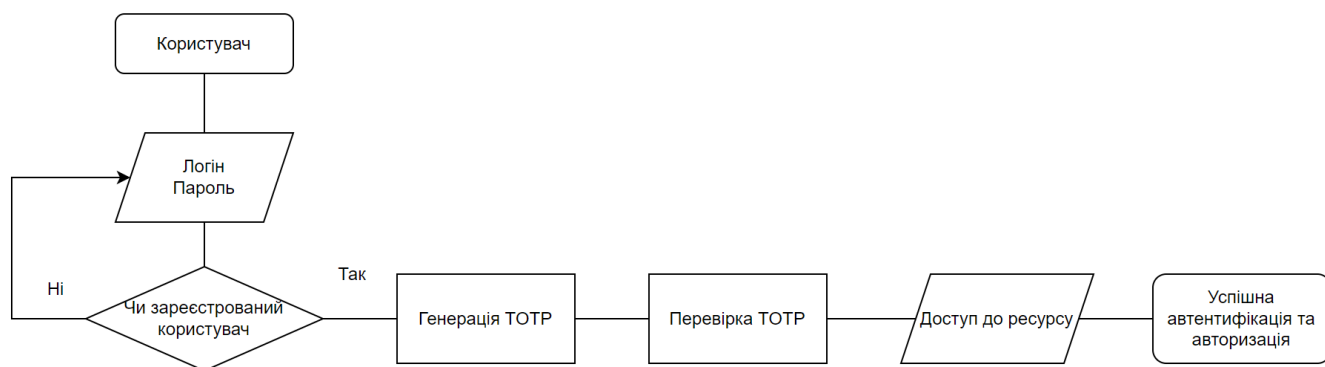 Користувач
Логін
Пароль
Ні
Чи зареєстрований
користувач
Так
Генерація TOTP
Перевірка TOTP
Доступ до ресурсу
Успішна
автентифікація та
авторизація